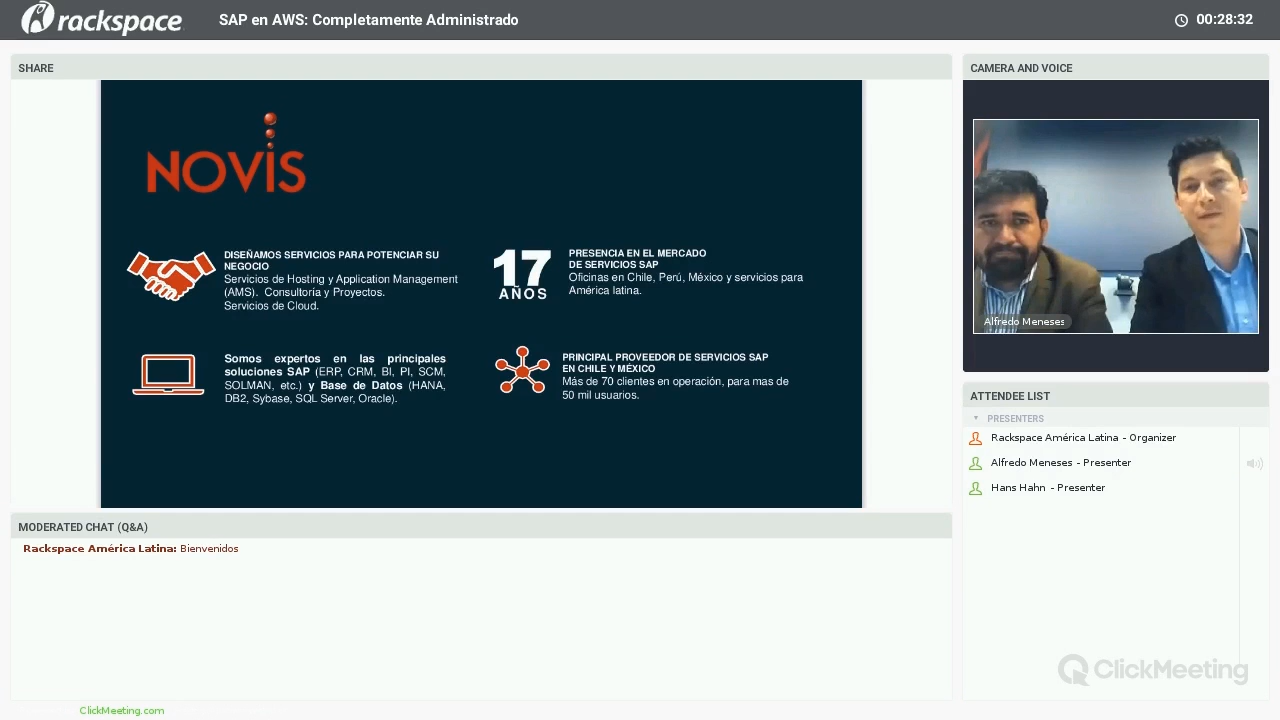 rackspace
SAP en AWS: Completamente Administrado
00:28:32
SHARE
NOVIS
DISEÑAMOS SERVICIOS PARA POTENCIAR SU
NEGOCIO
Servicios de Hosting y Application Management
(AMS). Consultoría y Proyectos.
Servicios de Cloud.
17
AÑOS
PRESENCIA EN EL MERCADO
DE SERVICIOS SAP
Oficinas en Chile, Perú, México y servicios para
América latina.
Somos expertos en las principales
soluciones SAP (ERP, CRM, BI, PI, SCM,
SOLMAN, etc.) y Base de Datos (HANA,
DB2, Sybase, SQL Server, Oracle).
PRINCIPAL PROVEEDOR DE SERVICIOS SAP
EN CHILE Y MÉXICO
Más de 70 clientes en operación, para mas de
50 mil usuarios.
CAMERA AND VOICE
Alfredo Meneses
ATTENDEE LIST
PRESENTERS
Rackspace América Latina - Organizer
Alfredo Meneses - Presenter
Hans Hahn - Presenter
MODERATED CHAT (Q&A)
Rackspace América Latina: Bienvenidos
ClickMeeting
ClickMeeting.com